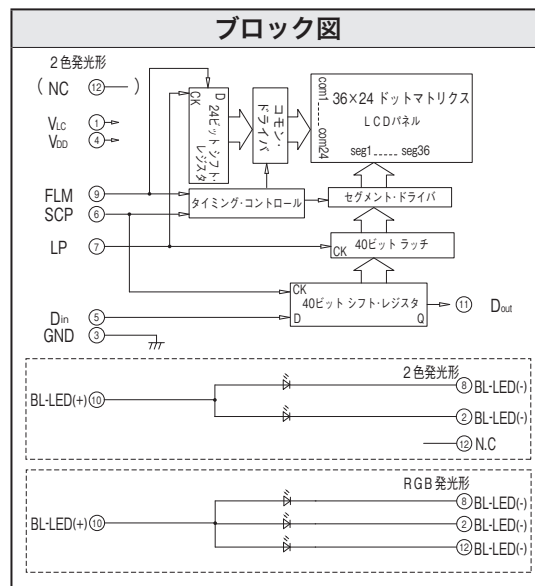 ブロック図
2色発光形
( NC ⑫ )
VLC ①
VDD ④
FLM ⑨
SCP ⑥
LP ⑦
Din ⑤
GND ③
D
CK
24ビット シフト・
レジスタ
コモン・
ドライバ
com1
com24
36×24 ドットマトリクス
LCDパネル
seg1 seg36
タイミング・コントロール
セグメント・ドライバ
40ビット ラッチ
CK
CK
40ビット シフト・レジスタ
D Q
⑪ Dout
2色発光形
BL-LED(+)⑩
⑧BL-LED(-)
②BL-LED(-)
⑫N.C
RGB発光形
BL-LED(+)⑩
⑧BL-LED(-)
②BL-LED(-)
⑫BL-LED(-)